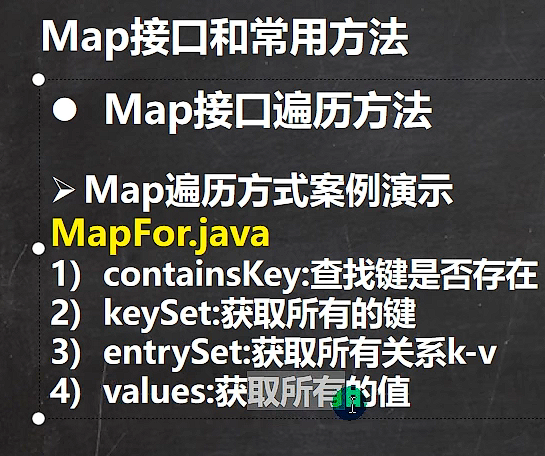 Map接口和常用方法
● Map接口遍历方法
➢ Map遍历方式案例演示
MapFor.java
1) containsKey:查找键是否存在
2) keySet:获取所有的键
3) entrySet:获取所有关系k-v
4) values:获取所有的值